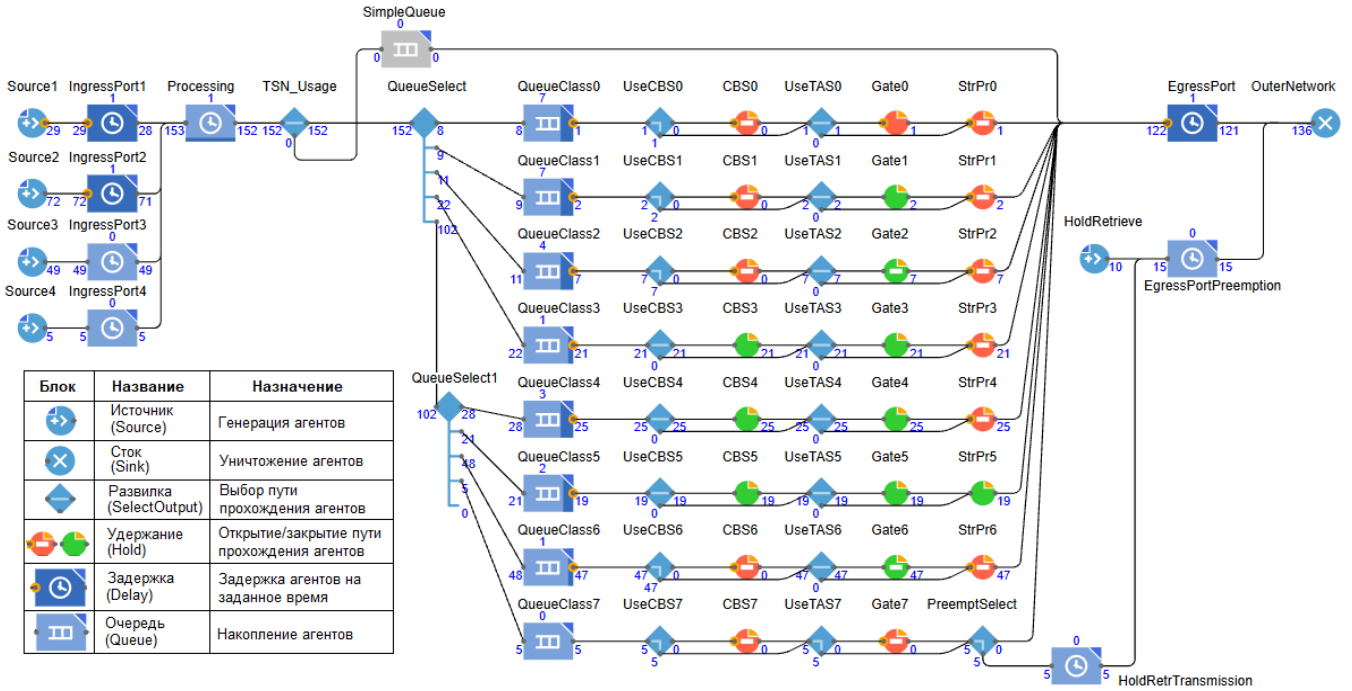 SimpleQueue
0
0 0
Source1 IngressPort1 Processing TSN_Usage QueueSelect QueueClass0 UseCBS0 CBS0 UseTAS0 Gate0 StrPr0 EgressPort OuterNetwork
1 1 7 1
29 29 28 153 152 152 152 152 8 8 1 1 0 0 1 1 1 1 122 121 136
0 1 1
Source2 IngressPort2 9 QueueClass1 UseCBS1 CBS1 UseTAS1 Gate1 StrPr1
1 11 7
72 72 71 22 9 2 2 0 0 2 2 2 2
102 2 0
Source3 IngressPort3 QueueClass2 UseCBS2 CBS2 UseTAS2 Gate2 StrPr2 HoldRetrieve
0 4 0
49 49 49 11 7 7 0 0 7 7 7 7 10 15 15
7 0
Source4 IngressPort4 QueueClass3 UseCBS3 CBS3 UseTAS3 Gate3 StrPr3 EgressPortPreemption
0 1
5 5 5 22 21 21 21 21 21 21 21 21
0 0
QueueSelect1 QueueClass4 UseCBS4 CBS4 UseTAS4 Gate4 StrPr4
3
102 28 28 25 25 25 25 25 25 25 25
21 0 0
48 QueueClass5 UseCBS5 CBS5 UseTAS5 Gate5 StrPr5
5 2
0 21 19 19 19 19 19 19 19 19
0 0
QueueClass6 UseCBS6 CBS6 UseTAS6 Gate6 StrPr6
1
48 47 47 0 0 47 47 47 47
47 0
QueueClass7 UseCBS7 CBS7 UseTAS7 Gate7 PreemptSelect
0
5 5 5 0 0 5 0 0 5 0
5 5 5
0
5 5
HoldRetrTransmission
Блок Название Назначение
Источник
(Source)
Генерация агентов
Сток
(Sink)
Уничтожение агентов
Развилка
(SelectOutput)
Выбор пути
прохождения агентов
Удержание
(Hold)
Открытие/закрытие пути
прохождения агентов
Задержка
(Delay)
Задержка агентов на
заданное время
Очередь
(Queue)
Накопление агентов